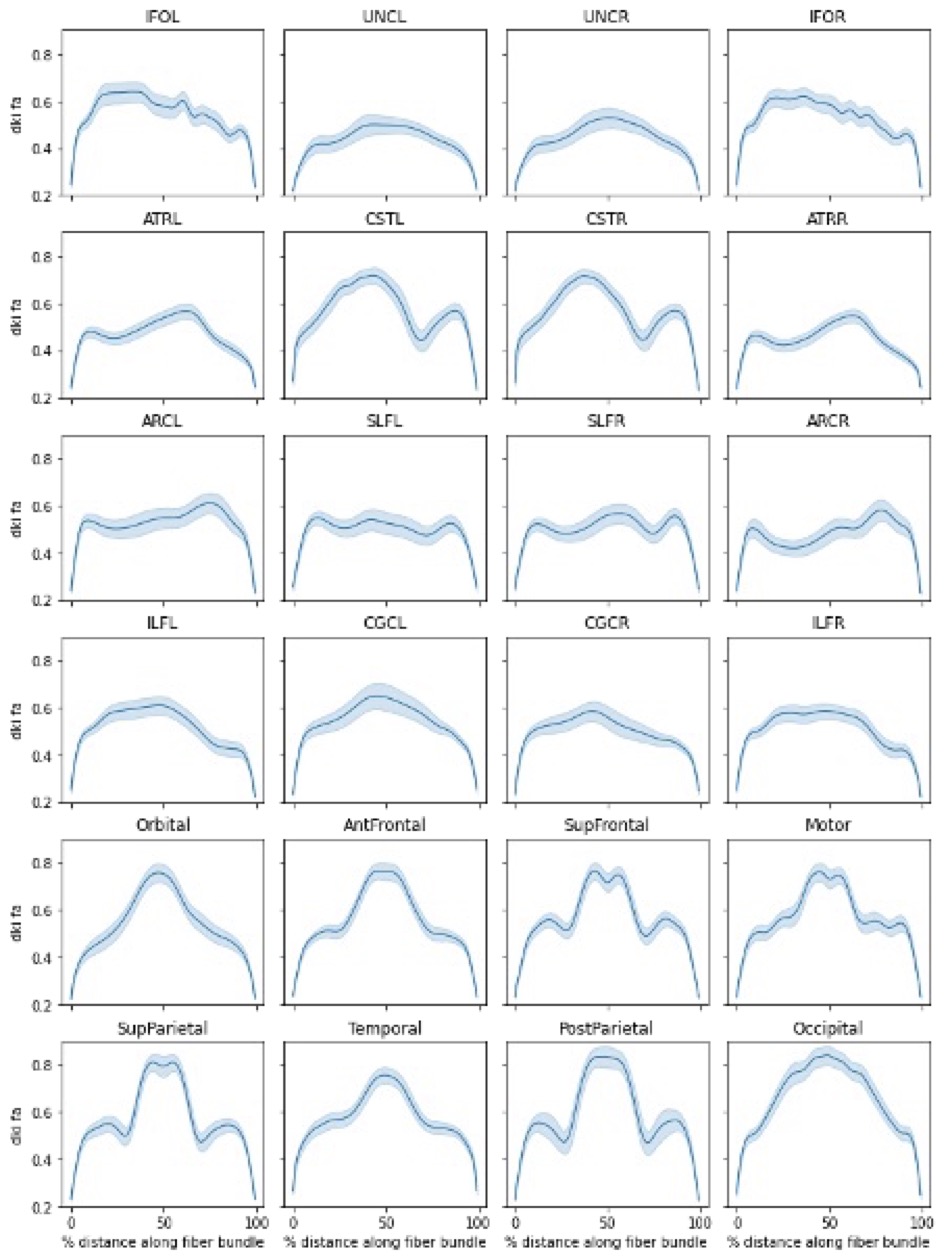 IFOL UNCL UNCR IFOR
0.8
0.6
dki fa
0.4
0.2
ATRL CSTL CSTR ATRR
0.8
0.6
dki fa
0.4
0.2
ARCL SLFL SLFR ARCR
0.8
0.6
dki fa
0.4
0.2
ILFL CGCL CGCR ILFR
0.8
0.6
dki fa
0.4
0.2
Orbital AntFrontal SupFrontal Motor
0.8
0.6
dki fa
0.4
0.2
SupParietal Temporal PostParietal Occipital
0.8
0.6
dki fa
0.4
0.2
0 50 100 0 50 100 0 50 100 0 50 100
% distance along fiber bundle % distance along fiber bundle % distance along fiber bundle % distance along fiber bundle